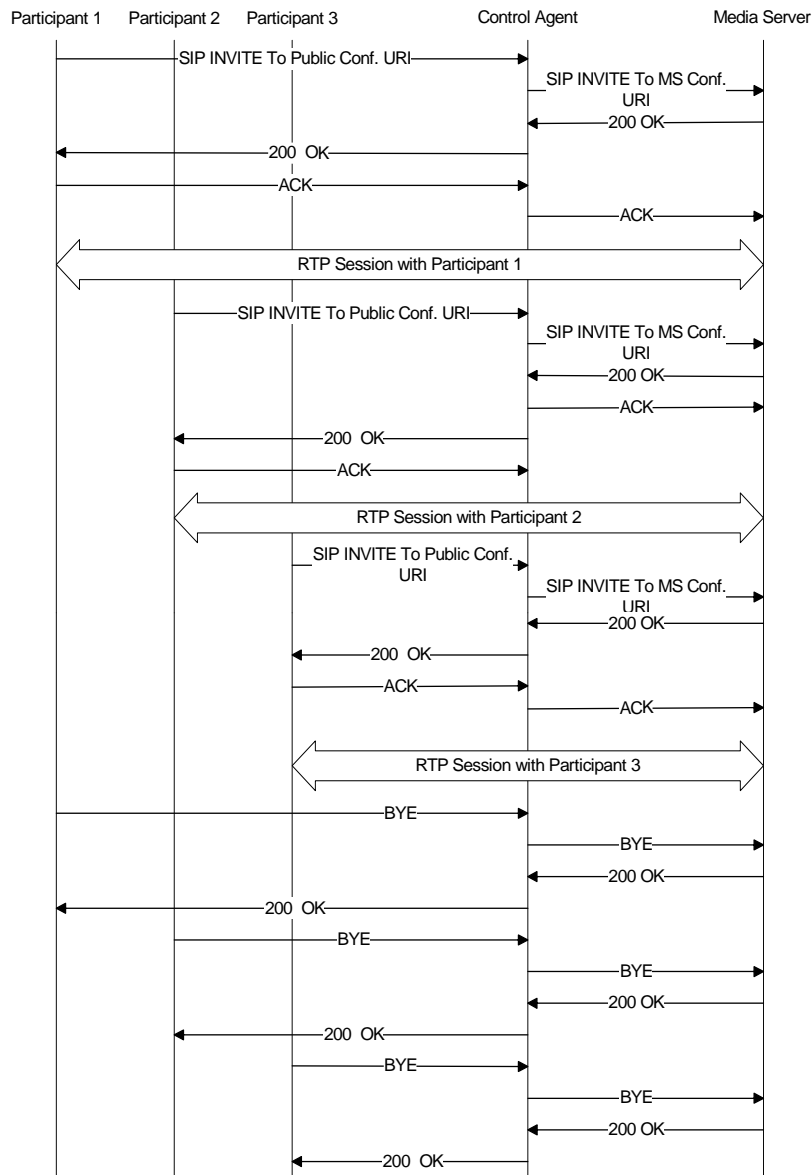 Participant 1
Participant 2
Participant 3
Control Agent
Media Server
SIP INVITE To Public Conf. URI
SIP INVITE To MS Conf.
URI
200 OK
200 OK
ACK
ACK
RTP Session with Participant 1
SIP INVITE To Public Conf. URI
SIP INVITE To MS Conf.
URI
200 OK
ACK
200 OK
ACK
RTP Session with Participant 2
SIP INVITE To Public Conf.
URI
SIP INVITE To MS Conf.
URI
200 OK
200 OK
ACK
ACK
RTP Session with Participant 3
BYE
BYE
200 OK
200 OK
BYE
BYE
200 OK
200 OK
BYE
BYE
200 OK
200 OK